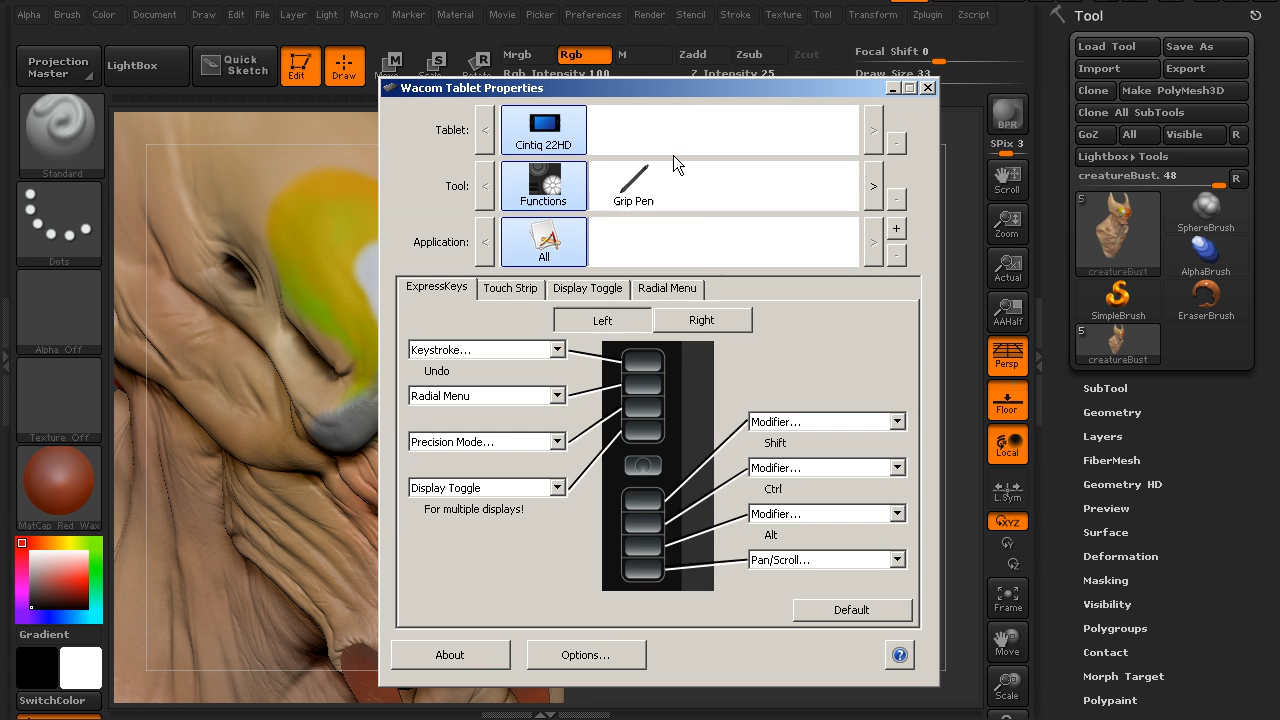 Alpha Brush Color Document Draw Edit File Layer Light Macro Marker Material Movie Picker Preferences Render Stencil Stroke Texture Tool Transform Zplugin Zscript
Projection Master
LightBox
Quick Sketch
Edit
Draw
Move
Scale
Rotate
Mrgb Rgb M Zadd Zsub Zcut
Rgb Intensity 100 Z Intensity 25
Focal Shift 0
Draw Size 33
Standard
Dots
Alpha Off
Texture Off
MatCap Red Wax
Gradient
SwitchColor
Wacom Tablet Properties
Tablet:
< Cintiq 22HD > -
Tool:
< Functions Grip Pen > -
Application:
< All > + -
ExpressKeys Touch Strip Display Toggle Radial Menu
Left Right
Keystroke...
Undo
Radial Menu
Precision Mode...
Display Toggle
For multiple displays!
Modifier...
Shift
Modifier...
Ctrl
Modifier...
Alt
Pan/Scroll...
Default
About Options... ?
BPR
SPix 3
Scroll
Zoom
Actual
AAHalf
Persp
Floor
Local
L.Sym
XYZ
Y
Z
Frame
Move
Scale
Tool
Load Tool Save As
Import Export
Clone Make PolyMesh3D
Clone All SubTools
GoZ All Visible R
Lightbox Tools
creatureBust. 48 R
5
creatureBust
SphereBrush
AlphaBrush
SimpleBrush
EraserBrush
5
creatureBust
SubTool
Geometry
Layers
FiberMesh
Geometry HD
Preview
Surface
Deformation
Masking
Visibility
Polygroups
Contact
Morph Target
Polypaint